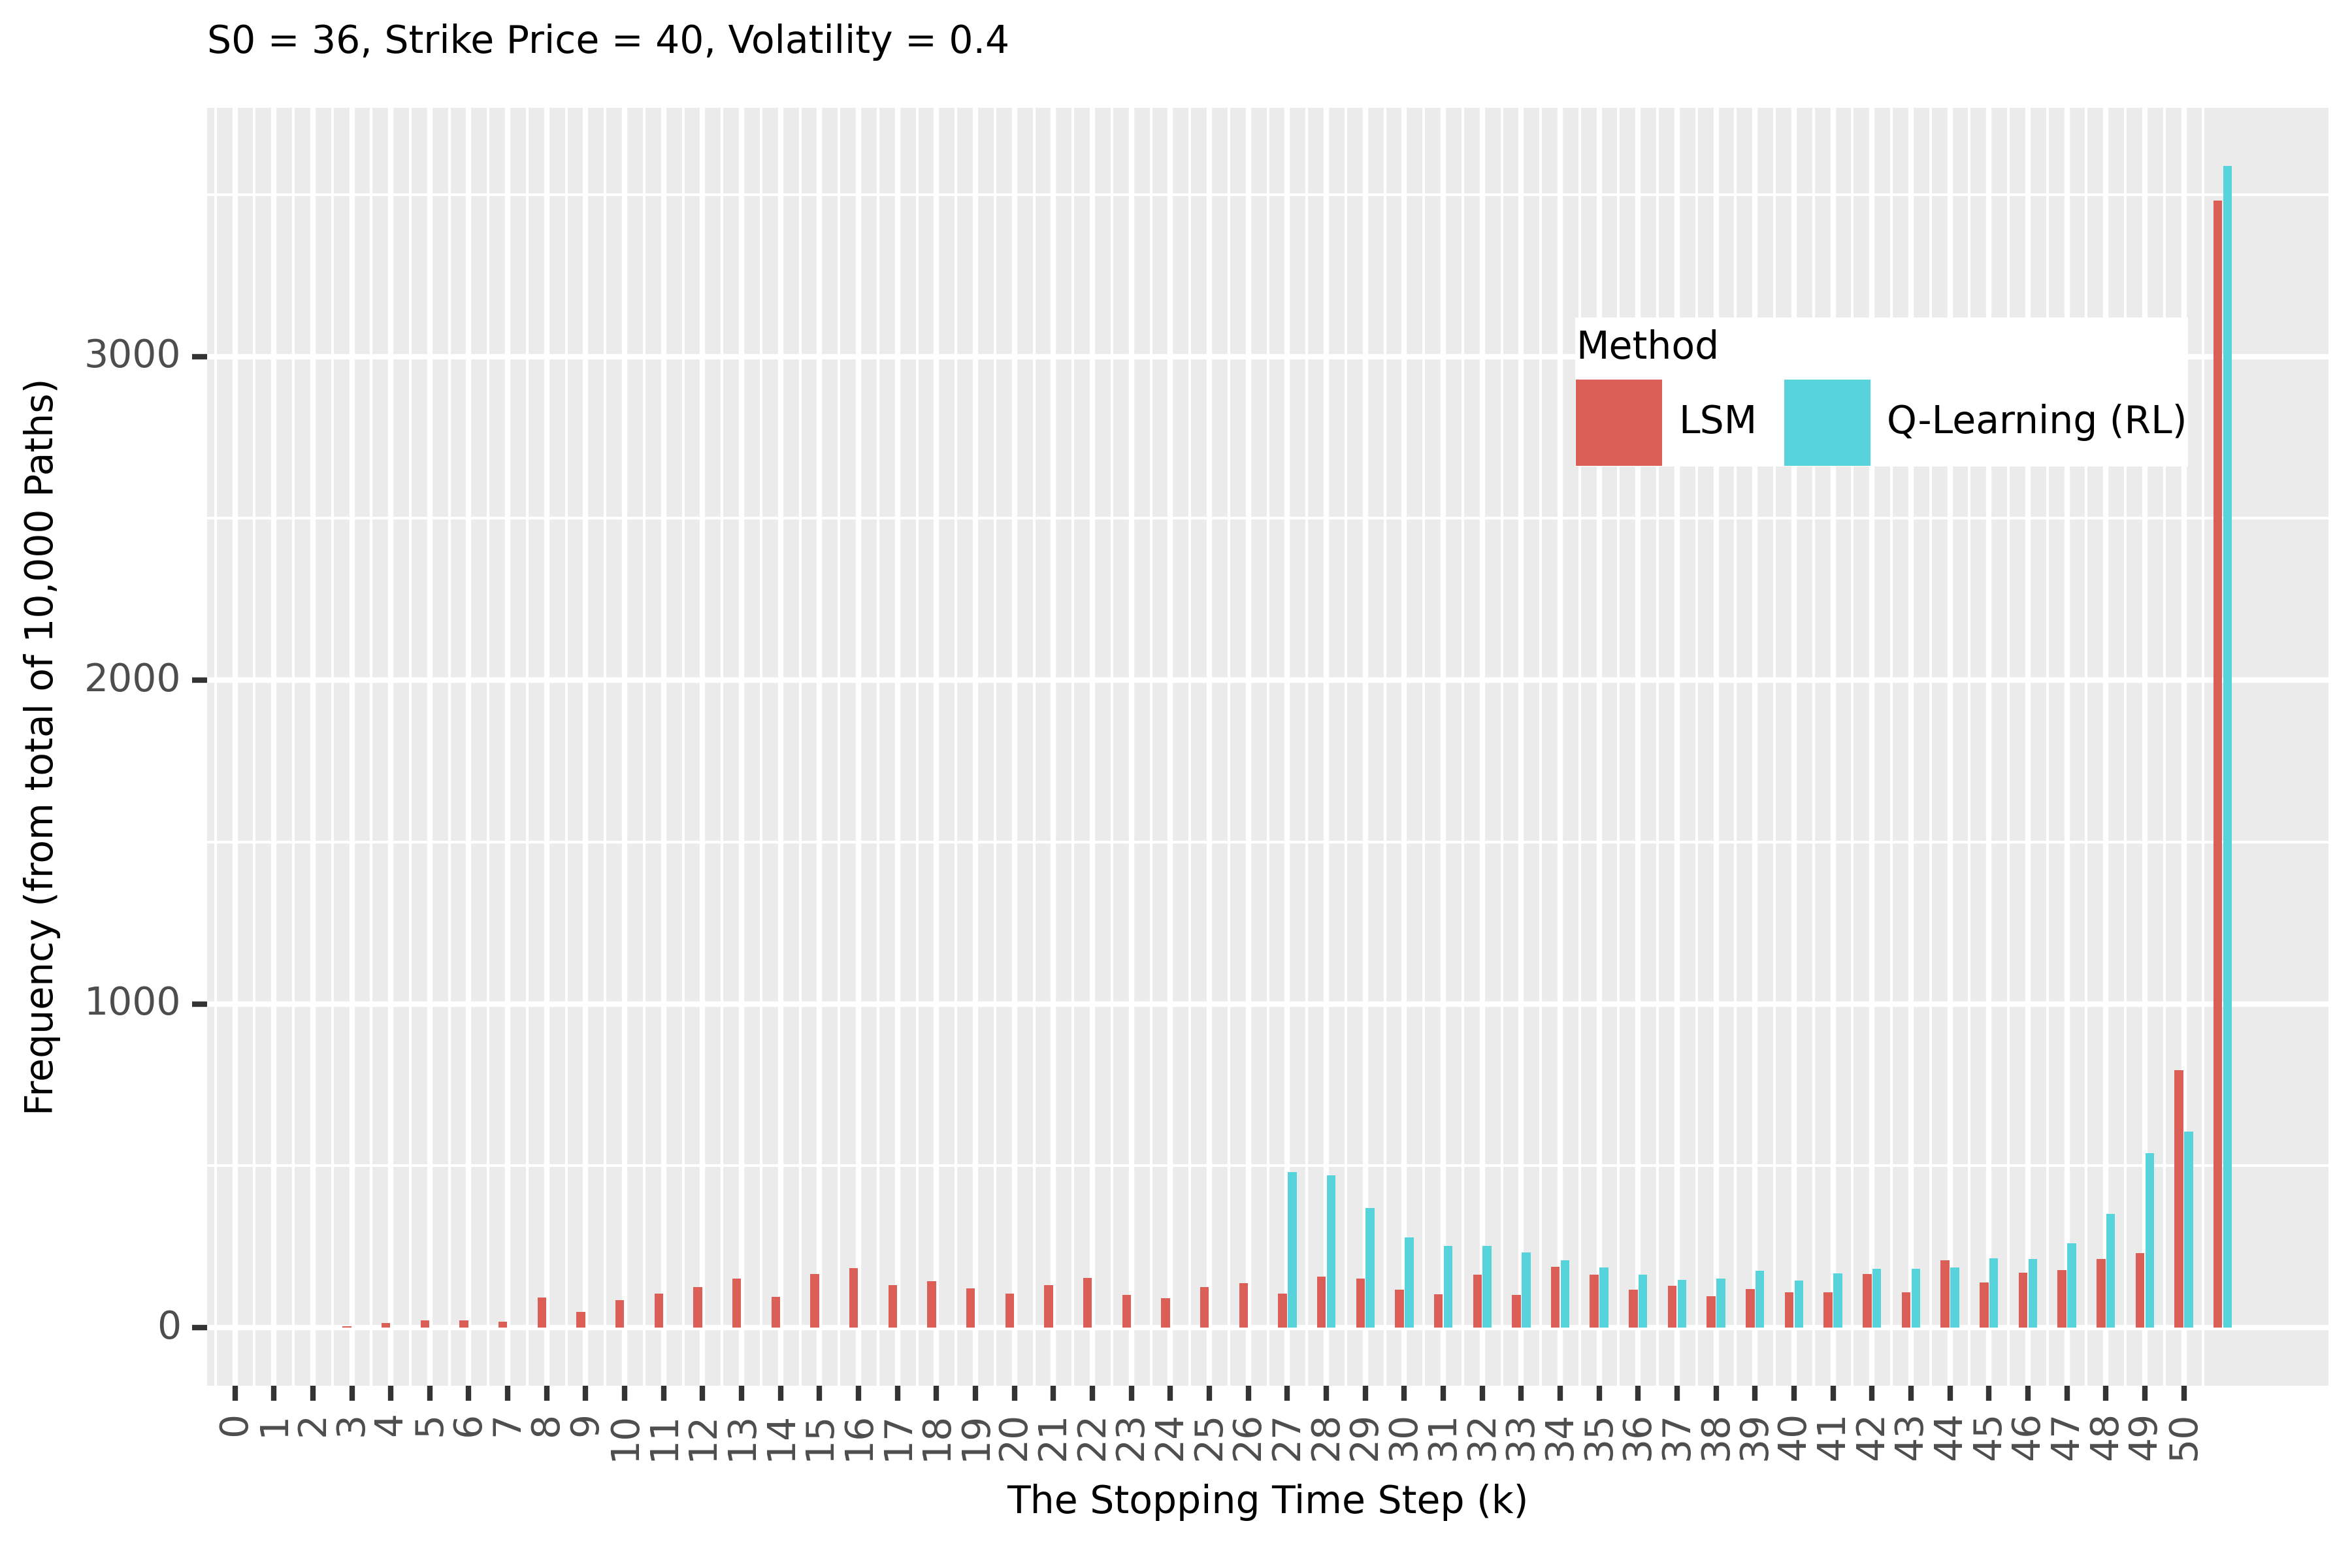 S0 = 36, Strike Price = 40, Volatility = 0.4
Frequency (from total of 10,000 Paths)
3000
2000
1000
0
Method
LSM
Q-Learning (RL)
0 1 2 3 4 5 6 7 8 9 10 11 12 13 14 15 16 17 18 19 20 21 22 23 24 25 26 27 28 29 30 31 32 33 34 35 36 37 38 39 40 41 42 43 44 45 46 47 48 49 50
The Stopping Time Step (k)